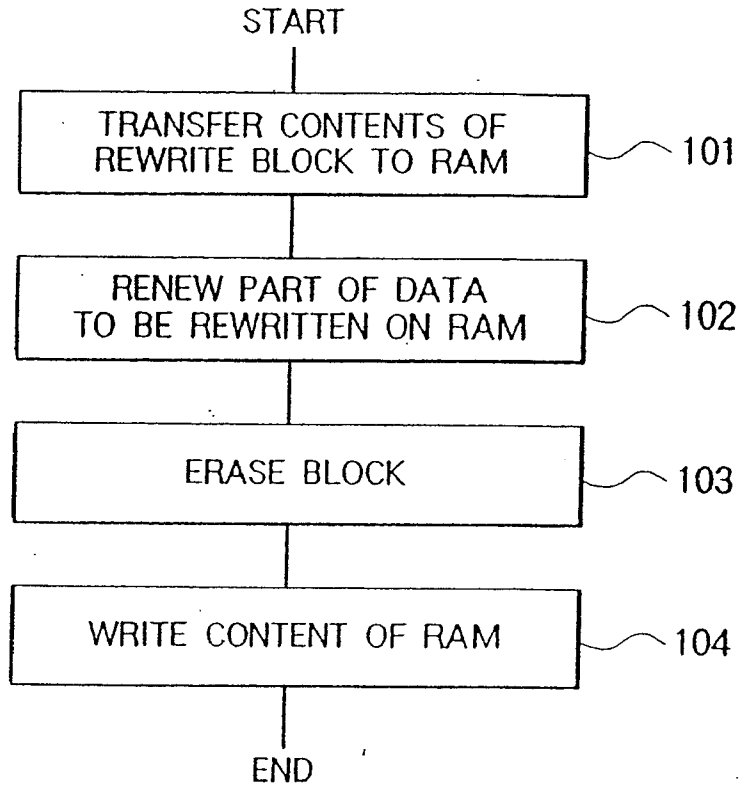 START
TRANSFER CONTENTS OF
REWRITE BLOCK TO RAM
101
RENEW PART OF DATA
TO BE REWRITTEN ON RAM
102
ERASE BLOCK
103
WRITE CONTENT OF RAM
104
END